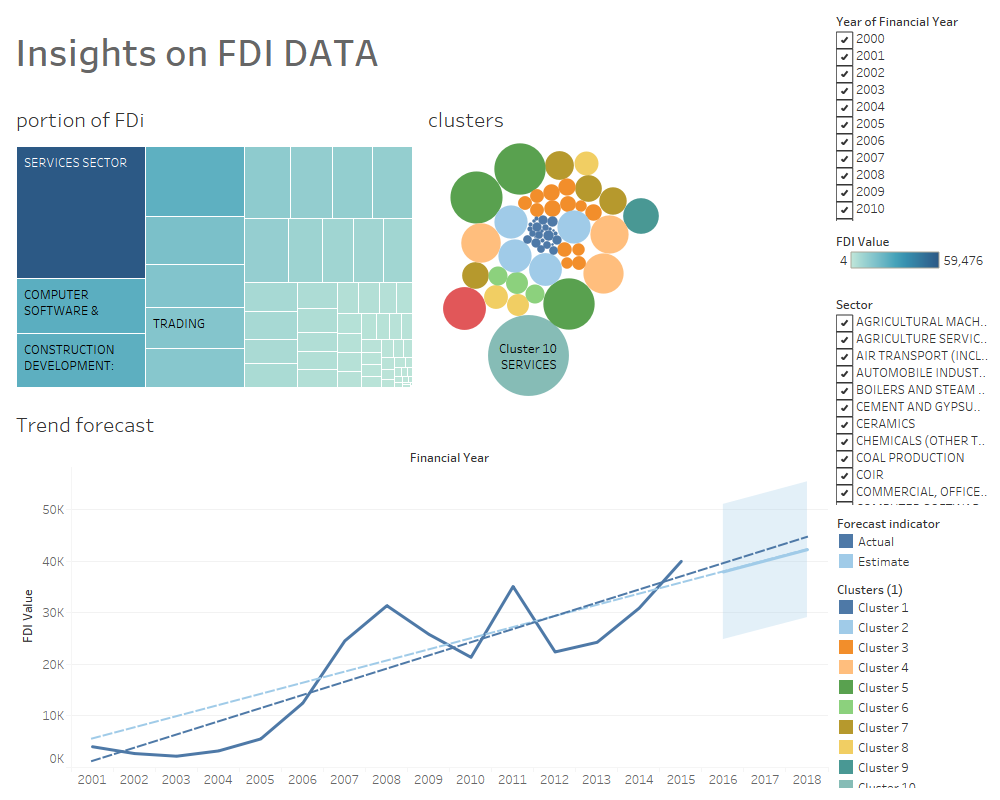 Insights on FDI DATA
portion of FDi
SERVICES SECTOR
COMPUTER
SOFTWARE &
CONSTRUCTION
DEVELOPMENT:
TRADING
clusters
Cluster 10
SERVICES
Trend forecast
Financial Year
FDI Value
50K
40K
30K
20K
10K
0K
2001 2002 2003 2004 2005 2006 2007 2008 2009 2010 2011 2012 2013 2014 2015 2016 2017 2018
Year of Financial Year
2000
2001
2002
2003
2004
2005
2006
2007
2008
2009
2010
FDI Value
4 59,476
Sector
AGRICULTURAL MACH..
AGRICULTURE SERVIC..
AIR TRANSPORT (INCL..
AUTOMOBILE INDUST..
BOILERS AND STEAM ..
CEMENT AND GYPSU..
CERAMICS
CHEMICALS (OTHER T..
COAL PRODUCTION
COIR
COMMERCIAL, OFFICE..
Forecast indicator
Actual
Estimate
Clusters (1)
Cluster 1
Cluster 2
Cluster 3
Cluster 4
Cluster 5
Cluster 6
Cluster 7
Cluster 8
Cluster 9
Cluster 10